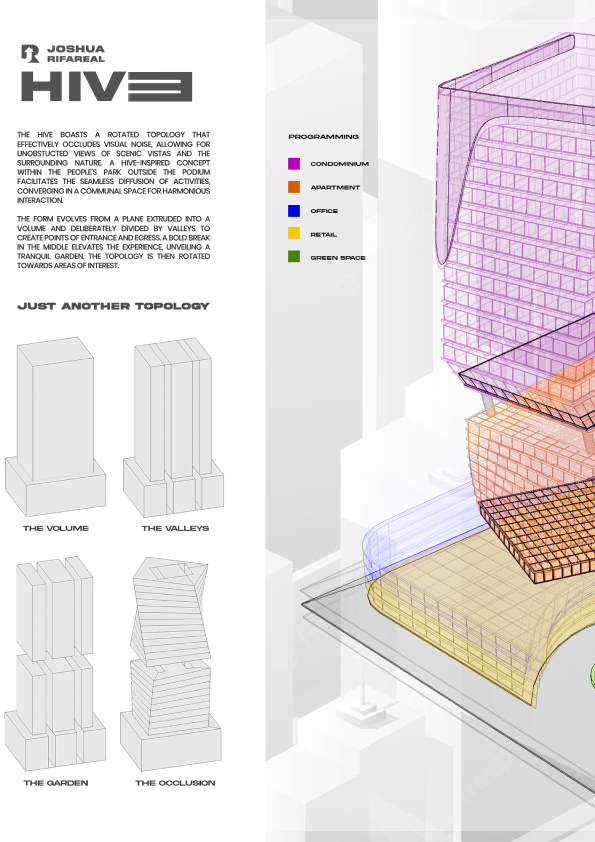 JOSHUA
RIFAREAL
HIVE
THE HIVE BOASTS A ROTATED TOPOLOGY THAT
EFFECTIVELY OCCLUDES VISUAL NOISE, ALLOWING FOR
UNOBSTUCTED VIEWS OF SCENIC VISTAS AND THE
SURROUNDING NATURE. A HIVE-INSPIRED CONCEPT
WITHIN THE PEOPLE'S PARK OUTSIDE THE PODIUM
FACILITATES THE SEAMLESS DIFFUSION OF ACTIVITIES,
CONVERGING IN A COMMUNAL SPACE FOR HARMONIOUS
INTERACTION.
THE FORM EVOLVES FROM A PLANE EXTRUDED INTO A
VOLUME AND DELIBERATELY DIVIDED BY VALLEYS TO
CREATE POINTS OF ENTRANCE AND EGRESS. A BOLD BREAK
IN THE MIDDLE ELEVATES THE EXPERIENCE, UNVEILING A
TRANQUIL GARDEN. THE TOPOLOGY IS THEN ROTATED
TOWARDS AREAS OF INTEREST.
JUST ANOTHER TOPOLOGY
THE VOLUME
THE VALLEYS
THE GARDEN
THE OCCLUSION
PROGRAMMING
CONDOMINIUM
APARTMENT
OFFICE
RETAIL
GREEN SPACE